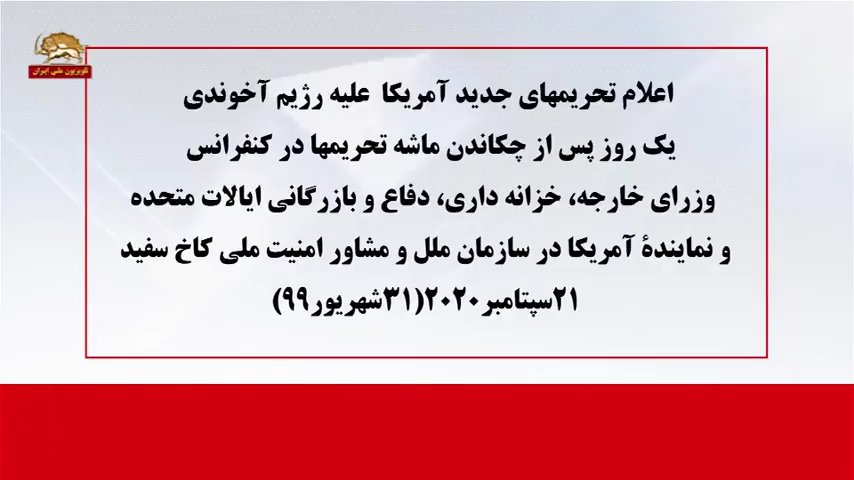 تلویزیون ملی ایران
اعلام تحریمهای جدید آمریکا علیه رژیم آخوندی
یک روز پس از چکاندن ماشه تحریمها در کنفرانس
وزرای خارجه، خزانه داری، دفاع و بازرگانی ایالات متحده
و نمایندهٔ آمریکا در سازمان ملل و مشاور امنیت ملی کاخ سفید
۲۱سپتامبر۲۰۲۰(۳۱شهریور۹۹)